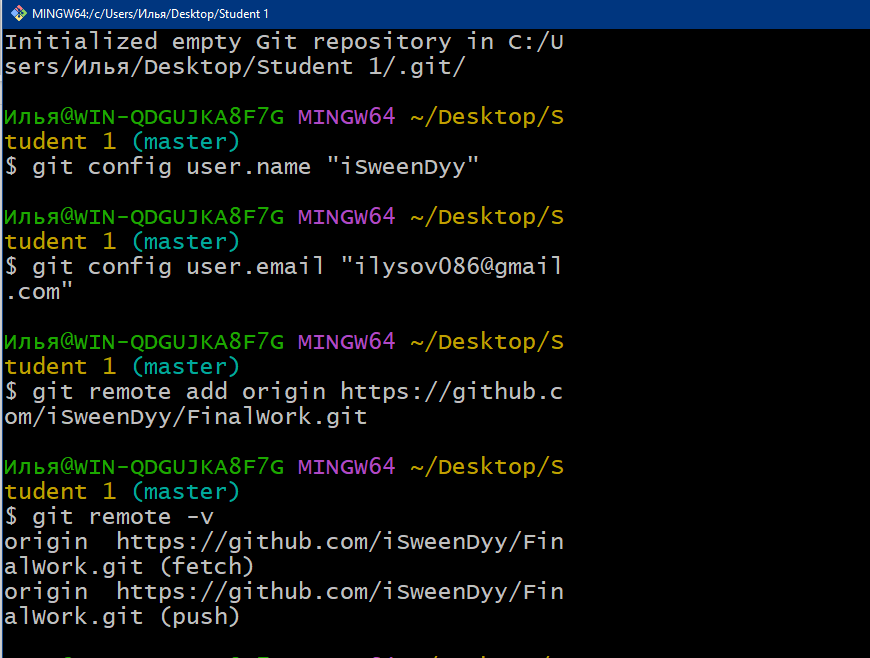 MINGW64:/c/Users/Илья/Desktop/Student 1
Initialized empty Git repository in C:/U
sers/Илья/Desktop/Student 1/.git/
Илья@WIN-QDGUJKA8F7G MINGW64 ~/Desktop/S
tudent 1 (master)
$ git config user.name "iSweenDyy"
Илья@WIN-QDGUJKA8F7G MINGW64 ~/Desktop/S
tudent 1 (master)
$ git config user.email "ilysov086@gmail
.com"
Илья@WIN-QDGUJKA8F7G MINGW64 ~/Desktop/S
tudent 1 (master)
$ git remote add origin https://github.c
om/iSweenDyy/FinalWork.git
Илья@WIN-QDGUJKA8F7G MINGW64 ~/Desktop/S
tudent 1 (master)
$ git remote -v
origin  https://github.com/iSweenDyy/Fin
alWork.git (fetch)
origin  https://github.com/iSweenDyy/Fin
alWork.git (push)